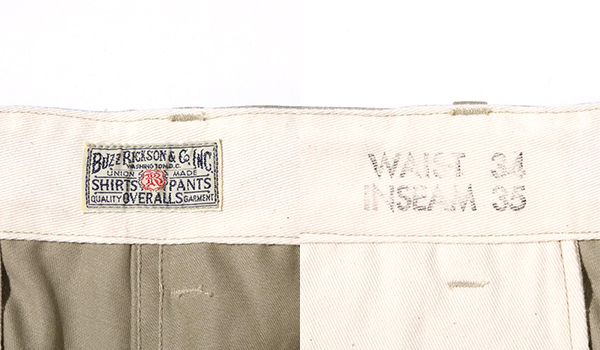 BUZZ RICKSON & Co. INC.
WASHINGTON D.C.
UNION MADE
SHIRTS R PANTS
QUALITY OVERALLS GARMENT
WAIST 34
INSEAM 35